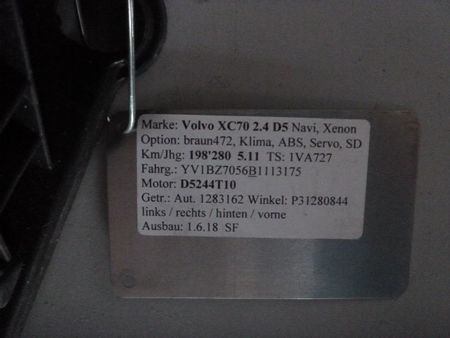 Marke: Volvo XC70 2.4 D5 Navi, Xenon
Option: braun472, Klima, ABS, Servo, SD
Km/Jhg: 198'280 5.11 TS: 1VA727
Fahrg.: YV1BZ7056B1113175
Motor: D5244T10
Getr.: Aut. 1283162 Winkel: P31280844
links / rechts / hinten / vorne
Ausbau: 1.6.18 SF